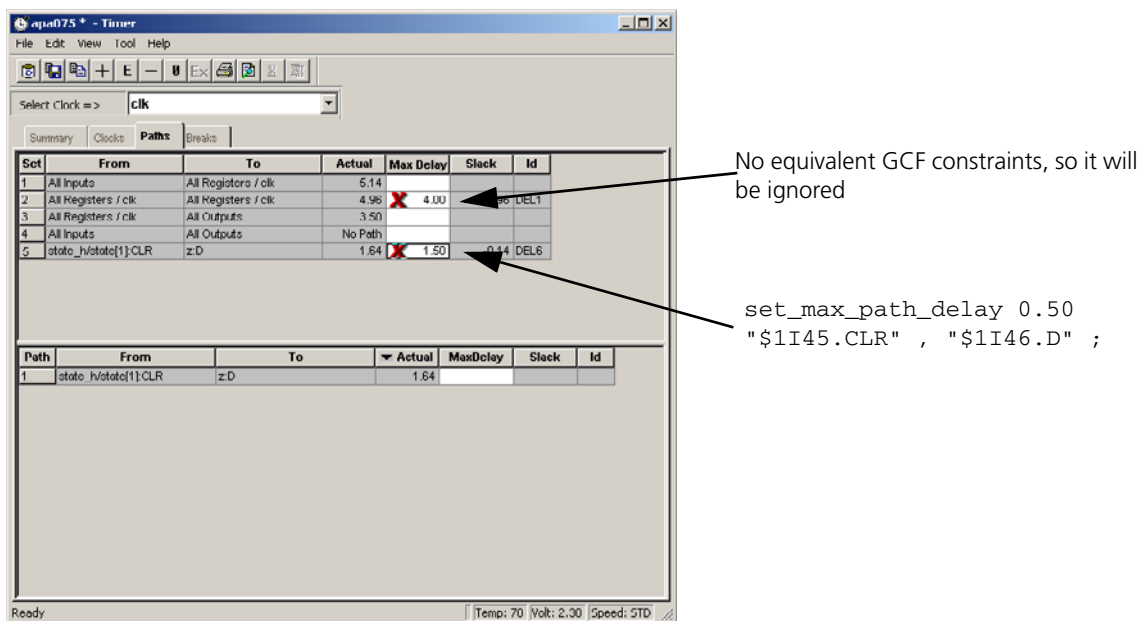 apa075 * - Timer
File Edit View Tool Help
E Ex
Select Clock => clk
Summary Clocks Paths Breaks
Set From To Actual Max Delay Slack Id
1 All Inputs All Registers / clk 5.14
2 All Registers / clk All Registers / clk 4.96 4.00 DEL1
3 All Registers / clk All Outputs 3.50
4 All Inputs All Outputs No Path
5 state_h/state[1]:CLR z:D 1.64 1.50 -0.14 DEL6
No equivalent GCF constraints, so it will
be ignored
set_max_path_delay 0.50
"$1I45.CLR" , "$1I46.D" ;
Path From To Actual MaxDelay Slack Id
1 state_h/state[1]:CLR z:D 1.64
Ready Temp: 70 Volt: 2.30 Speed: STD